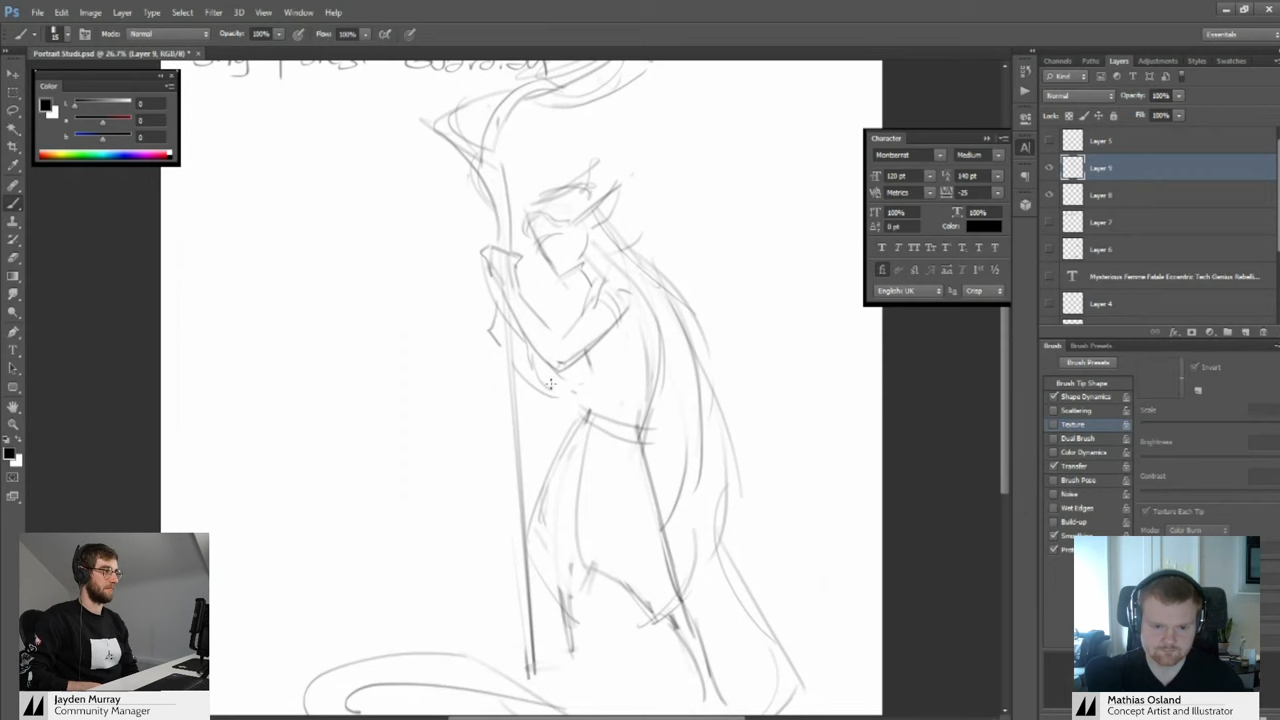 Ps File Edit Image Layer Type Select Filter 3D View Window Help
Mode: Normal Opacity: 100% Flow: 100% Essentials
Portrait Studi.psd @ 26.7% (Layer 9, RGB/8) *
Color
L 0
a 0
b 0
Character
Montserrat Medium
120 pt 140 pt
Metrics -25
100% 100%
0 pt Color:
English: UK Crisp
Channels Paths Layers Adjustments Styles Swatches
Kind
Normal Opacity: 100%
Lock: Fill: 100%
Layer 5
Layer 9
Layer 8
Layer 7
Layer 6
T Mysterious Femme Fatale Eccentric Tech Genius Rebelli...
Layer 4
Brush Brush Presets
Brush Presets
Invert
Brush Tip Shape
Shape Dynamics
Scattering
Scale
Texture
Brightness
Dual Brush
Color Dynamics
Contrast
Transfer
Brush Pose
Noise
Wet Edges
Texture Each Tip
Build-up
Mode: Color Burn
Jayden Murray
Community Manager
Mathias Osland
Concept Artist and Illustrator